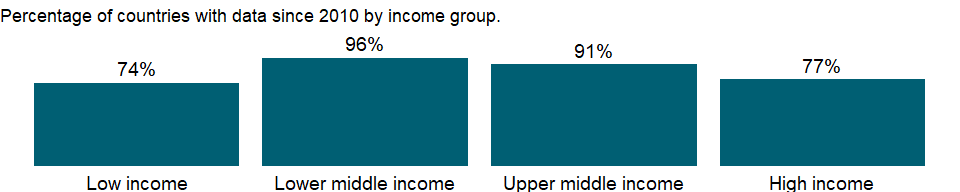 Percentage of countries with data since 2010 by income group.
74%
96%
91%
77%
Low income
Lower middle income
Upper middle income
High income